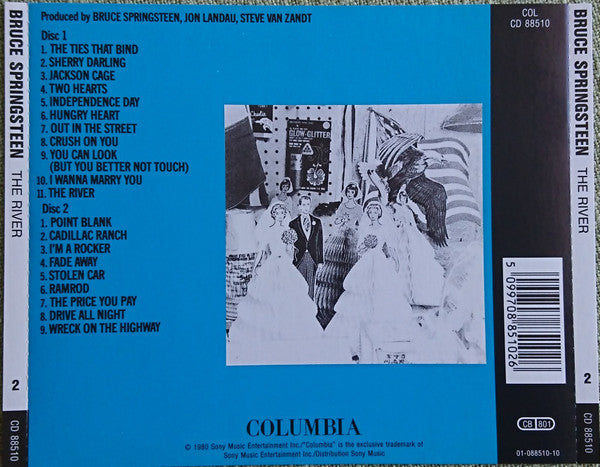 BRUCE SPRINGSTEEN THE RIVER
2
CD 88510
Produced by BRUCE SPRINGSTEEN, JON LANDAU, STEVE VAN ZANDT
Disc 1
1. THE TIES THAT BIND
2. SHERRY DARLING
3. JACKSON CAGE
4. TWO HEARTS
5. INDEPENDENCE DAY
6. HUNGRY HEART
7. OUT IN THE STREET
8. CRUSH ON YOU
9. YOU CAN LOOK
(BUT YOU BETTER NOT TOUCH)
10. I WANNA MARRY YOU
11. THE RIVER
Disc 2
1. POINT BLANK
2. CADILLAC RANCH
3. I'M A ROCKER
4. FADE AWAY
5. STOLEN CAR
6. RAMROD
7. THE PRICE YOU PAY
8. DRIVE ALL NIGHT
9. WRECK ON THE HIGHWAY
GLOW-GLITTER
COLUMBIA
© 1980 Sony Music Entertainment Inc./"Columbia" is the exclusive trademark of
Sony Music Entertainment Inc./Distribution Sony Music
COL
CD 88510
5 099708 851026
CB 801
01-088510-10
BRUCE SPRINGSTEEN THE RIVER
2
CD 88510